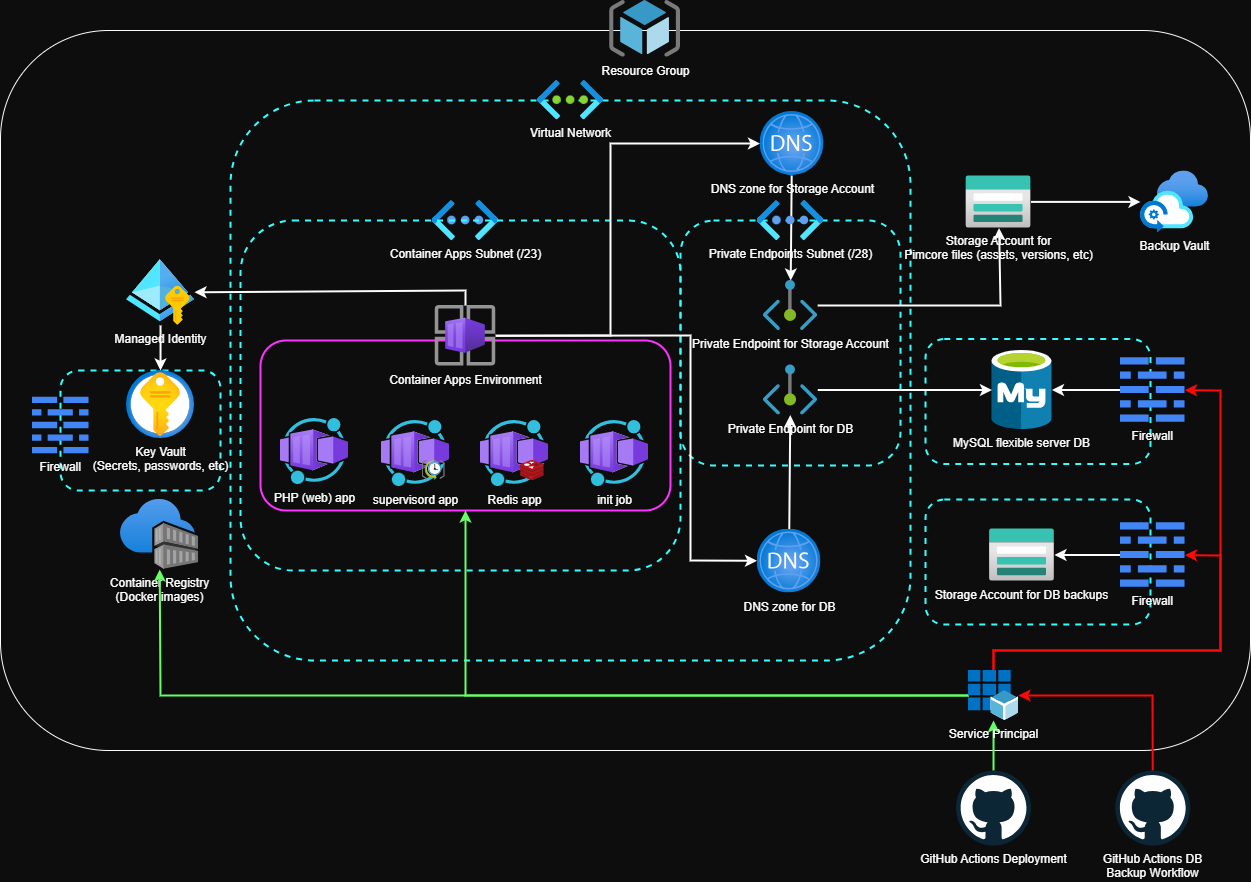 Resource Group
Virtual Network
DNS
DNS zone for Storage Account
Container Apps Subnet (/23)
Private Endpoints Subnet (/28)
Storage Account for
Pimcore files (assets, versions, etc)
Backup Vault
Managed Identity
Private Endpoint for Storage Account
Container Apps Environment
My
Private Endpoint for DB
MySQL flexible server DB
Firewall
Key Vault
(Secrets, passwords, etc)
Firewall
PHP (web) app
supervisord app
Redis app
init job
DNS
DNS zone for DB
Container Registry
(Docker images)
Storage Account for DB backups
Firewall
Service Principal
GitHub Actions Deployment
GitHub Actions DB
Backup Workflow